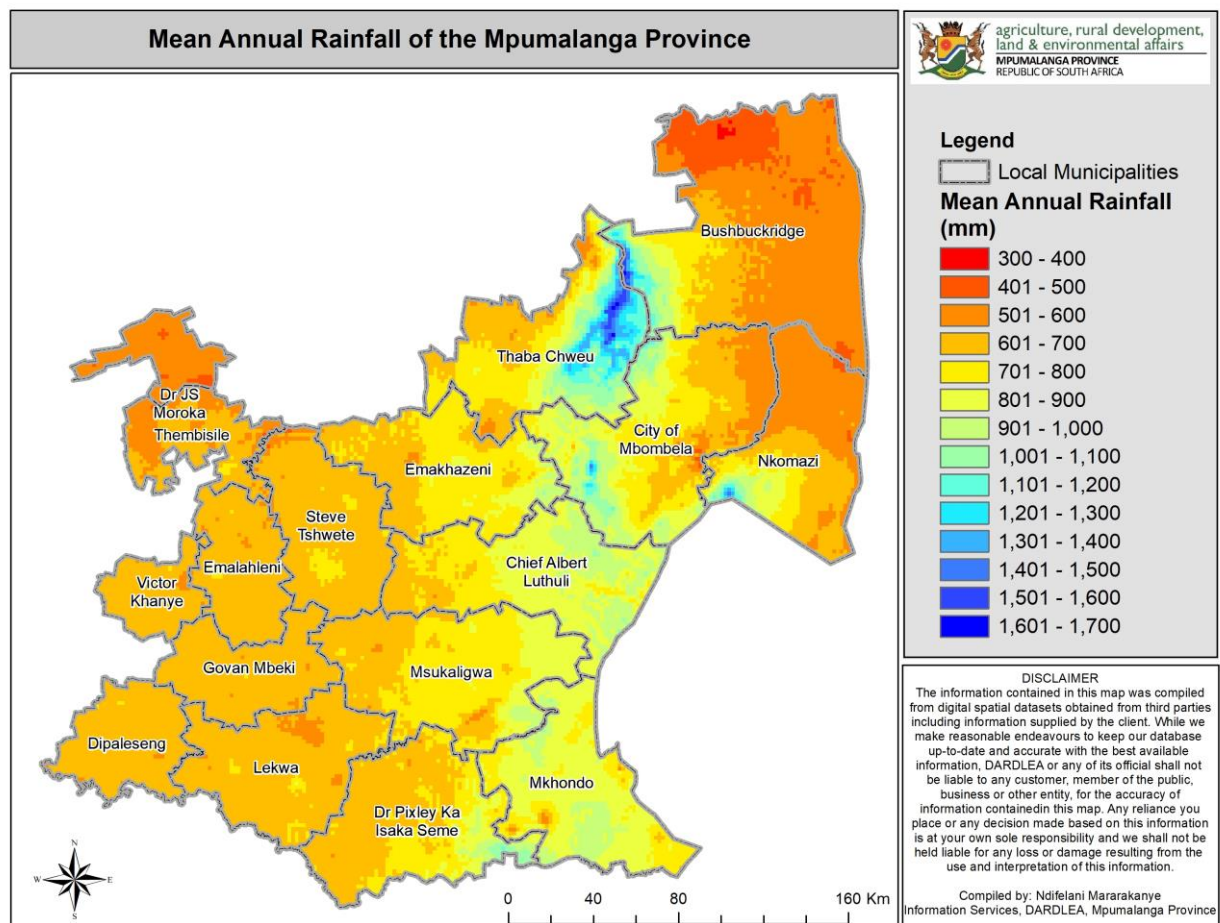 Mean Annual Rainfall of the Mpumalanga Province
agriculture, rural development,
land & environmental affairs
MPUMALANGA PROVINCE
REPUBLIC OF SOUTH AFRICA
Legend
Local Municipalities
Mean Annual Rainfall
(mm)
300 - 400
401 - 500
501 - 600
601 - 700
701 - 800
801 - 900
901 - 1,000
1,001 - 1,100
1,101 - 1,200
1,201 - 1,300
1,301 - 1,400
1,401 - 1,500
1,501 - 1,600
1,601 - 1,700
Bushbuckridge
Thaba Chweu
Dr JS
Moroka
Thembisile
City of
Mbombela
Nkomazi
Emakhazeni
Steve
Tshwete
Emalahleni
Chief Albert
Luthuli
Victor
Khanye
Govan Mbeki
Msukaligwa
Dipaleseng
Lekwa
Mkhondo
Dr Pixley Ka
Isaka Seme
N
W
E
S
0 40 80 160 Km
DISCLAIMER
The information contained in this map was compiled
from digital spatial datasets obtained from third parties
including information supplied by the client. While we
make reasonable endeavours to keep our database
up-to-date and accurate with the best available
information, DARDLEA or any of its official shall not
be liable to any customer, member of the public,
business or other entity, for the accuracy of
information containedin this map. Any reliance you
place or any decision made based on this information
is at your own sole responsibility and we shall not be
held liable for any loss or damage resulting from the
use and interpretation of this information.
Compiled by: Ndifelani Mararakanye
Information Services, DARDLEA, Mpumalanga Province